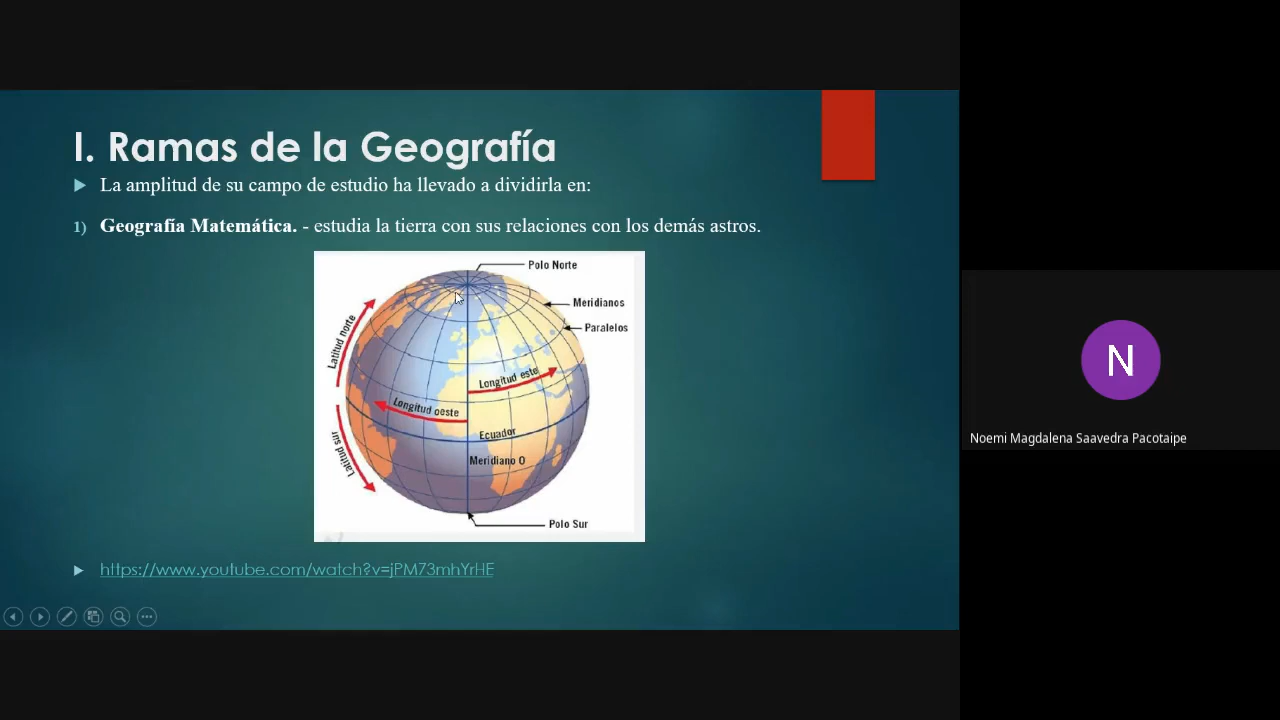 I. Ramas de la Geografía
La amplitud de su campo de estudio ha llevado a dividirla en:
1) Geografía Matemática. - estudia la tierra con sus relaciones con los demás astros.
Polo Norte
Meridianos
Paralelos
Latitud norte
Longitud este
Longitud oeste
Ecuador
Latitud sur
Meridiano O
Polo Sur
https://www.youtube.com/watch?v=jPM73mhYrHE
N
Noemi Magdalena Saavedra Pacotaipe